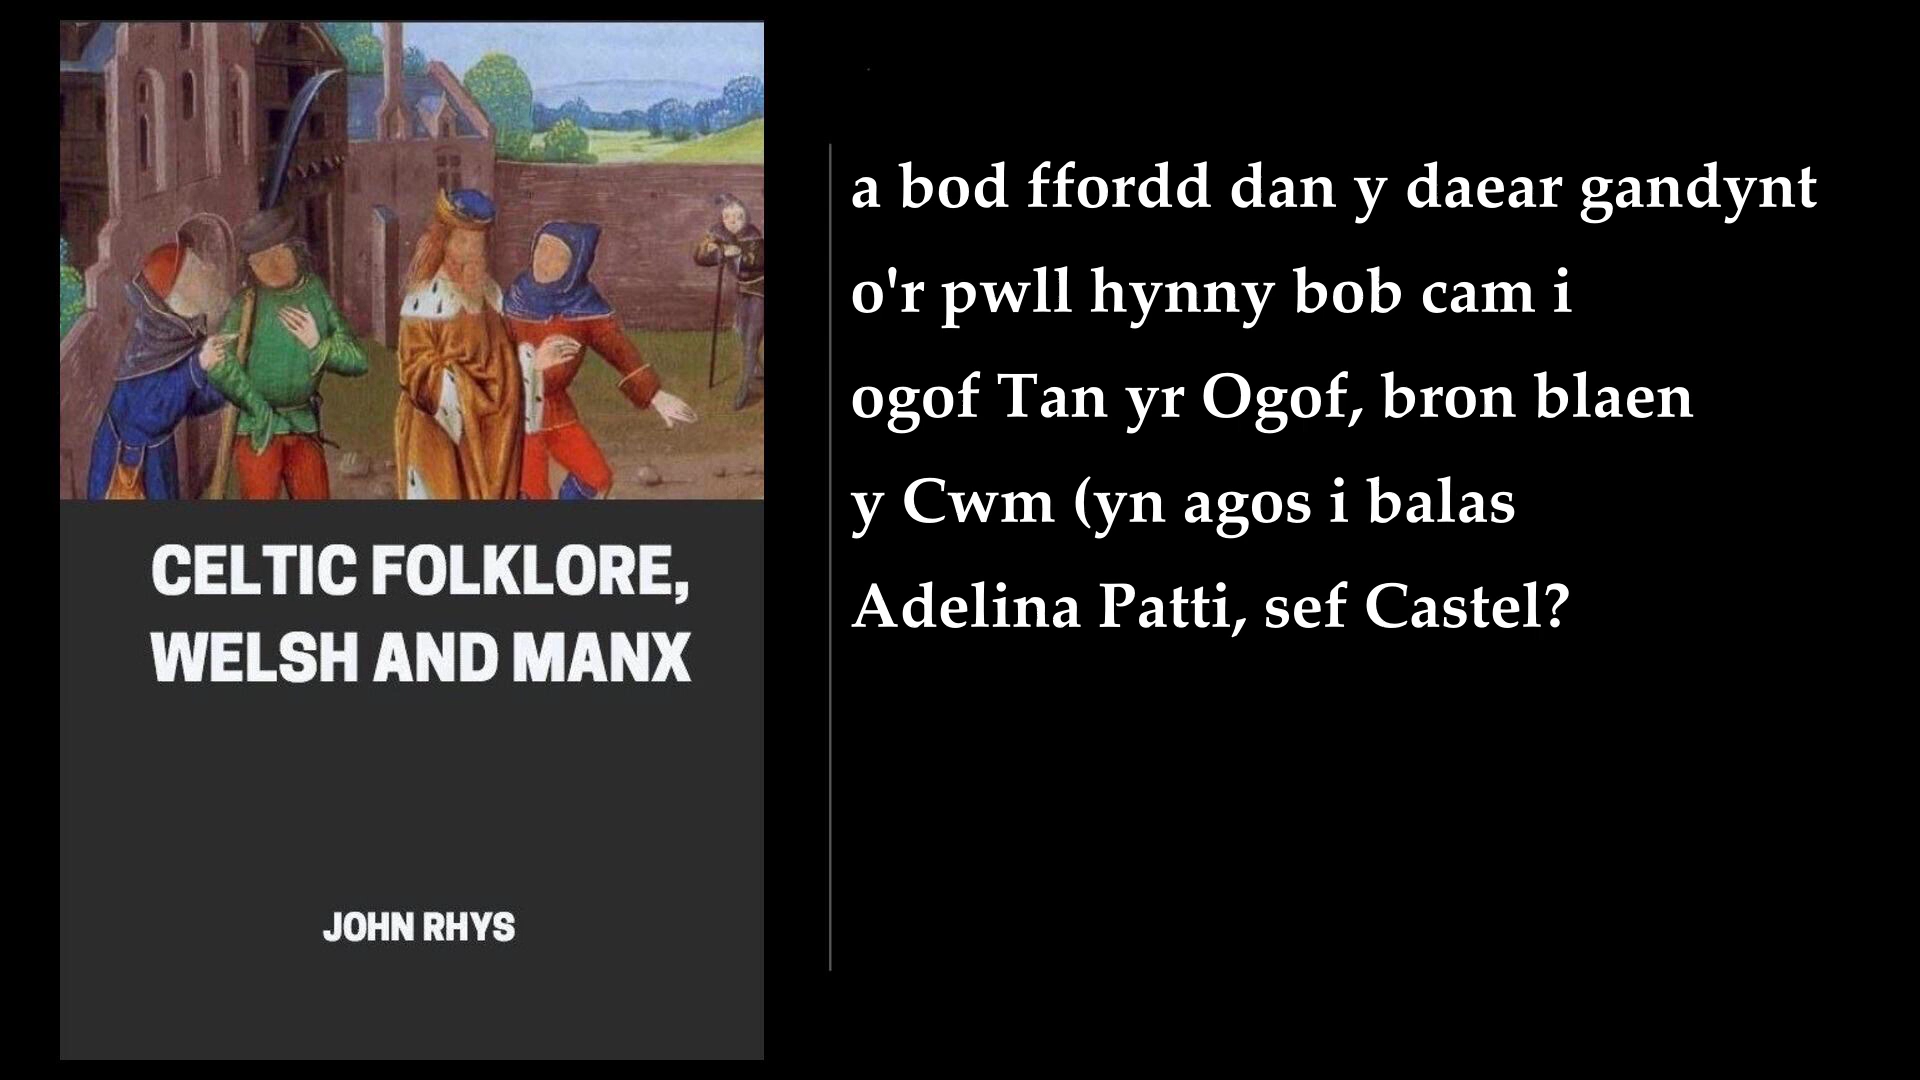 CELTIC FOLKLORE,
WELSH AND MANX
JOHN RHYS
a bod ffordd dan y daear gandynt
o'r pwll hynny bob cam i
ogof Tan yr Ogof, bron blaen
y Cwm (yn agos i balas
Adelina Patti, sef Castel?